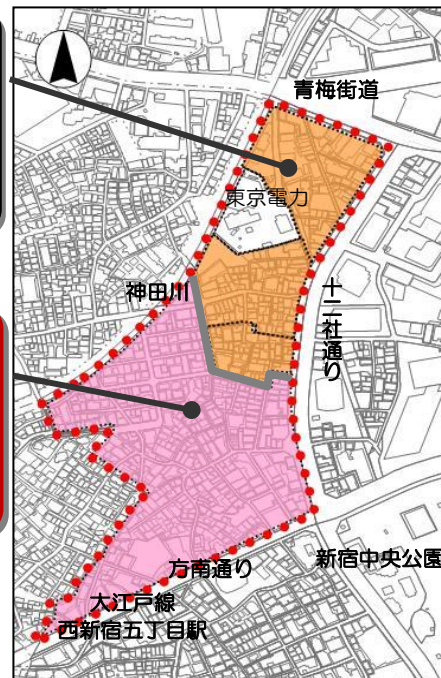 青梅街道
東京電力
神田川
十二社通り
方南通り
新宿中央公園
大江戸線
西新宿五丁目駅